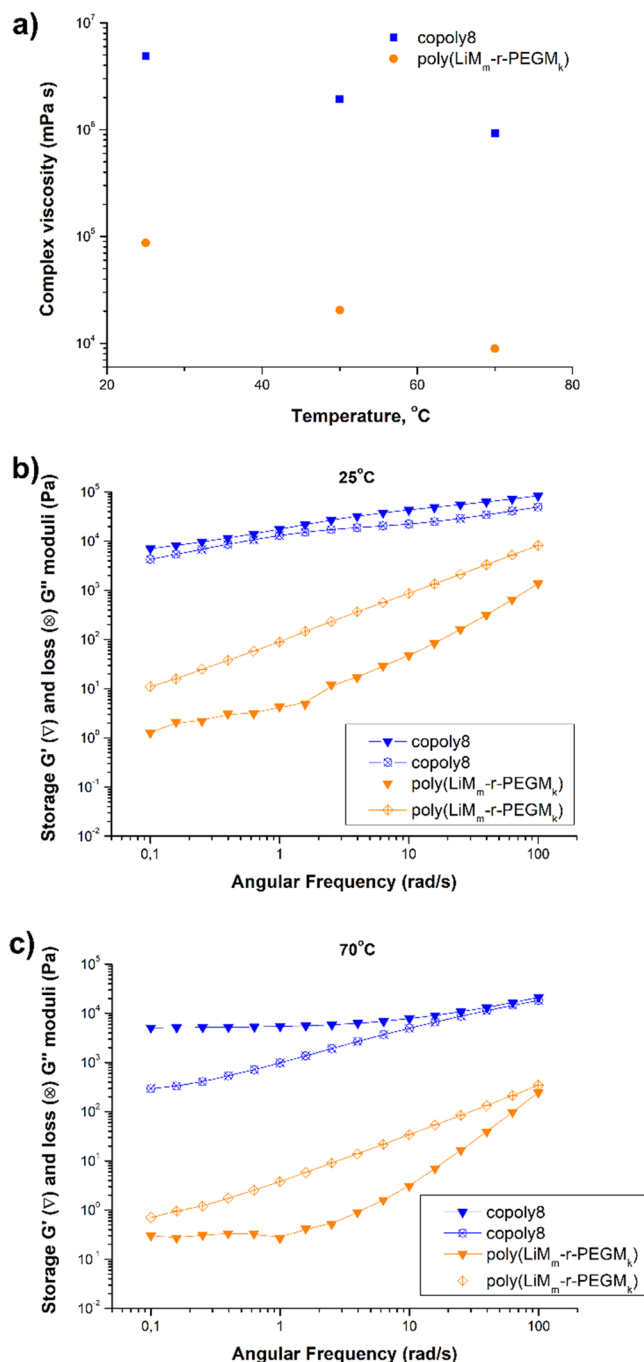 a)
copoly8
poly(LiMₘ-r-PEGMₖ)
Complex viscosity (mPa s)
10⁷
10⁶
10⁵
10⁴
20
40
60
80
Temperature, °C
b)
25°C
Storage G' (∇) and loss (⊗) G'' moduli (Pa)
10⁵
10⁴
10³
10²
10¹
10⁰
10⁻¹
10⁻²
copoly8
copoly8
poly(LiMₘ-r-PEGMₖ)
poly(LiMₘ-r-PEGMₖ)
0,1
1
10
100
Angular Frequency (rad/s)
c)
70°C
Storage G' (∇) and loss (⊗) G'' moduli (Pa)
10⁵
10⁴
10³
10²
10¹
10⁰
10⁻¹
10⁻²
copoly8
copoly8
poly(LiMₘ-r-PEGMₖ)
poly(LiMₘ-r-PEGMₖ)
0,1
1
10
100
Angular Frequency (rad/s)